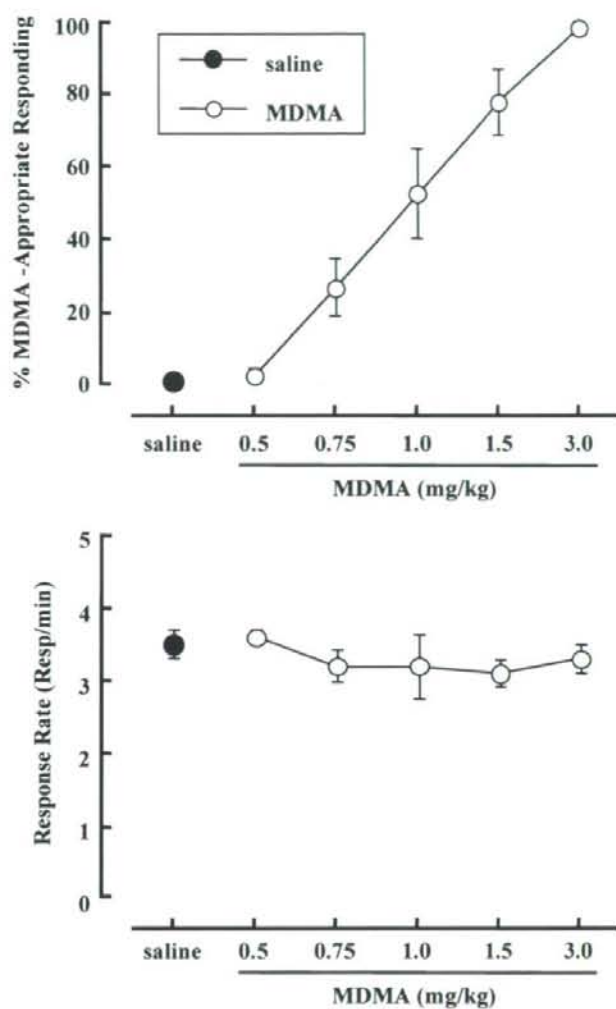 % MDMA -Appropriate Responding
100
80
60
40
20
0
saline
MDMA
saline
0.5
0.75
1.0
1.5
3.0
MDMA (mg/kg)
Response Rate (Resp/min)
5
4
3
2
1
0
saline
0.5
0.75
1.0
1.5
3.0
MDMA (mg/kg)